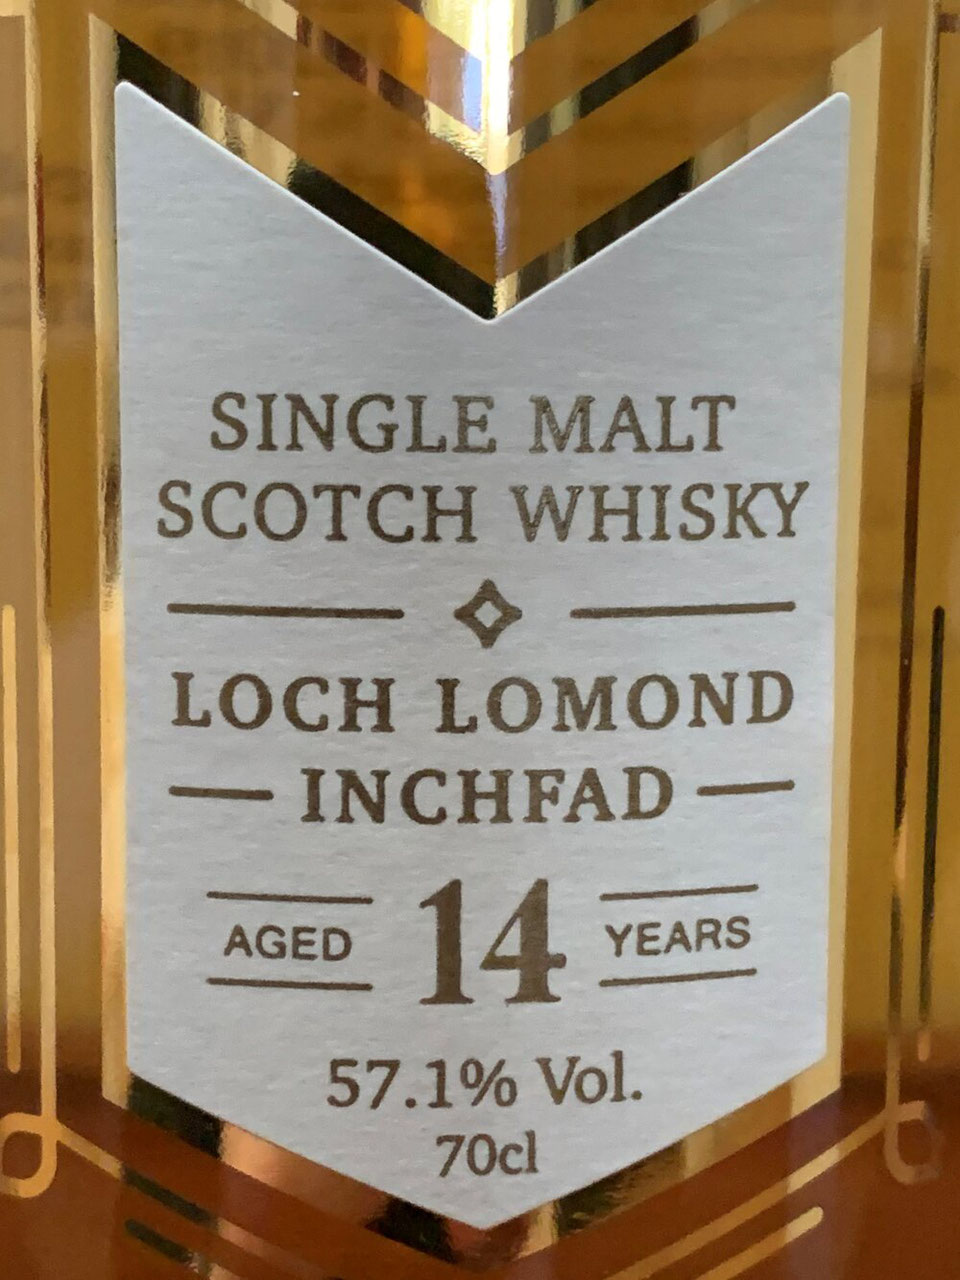 SINGLE MALT
SCOTCH WHISKY
LOCH LOMOND
INCHFAD
AGED 14 YEARS
57.1% Vol.
70cl